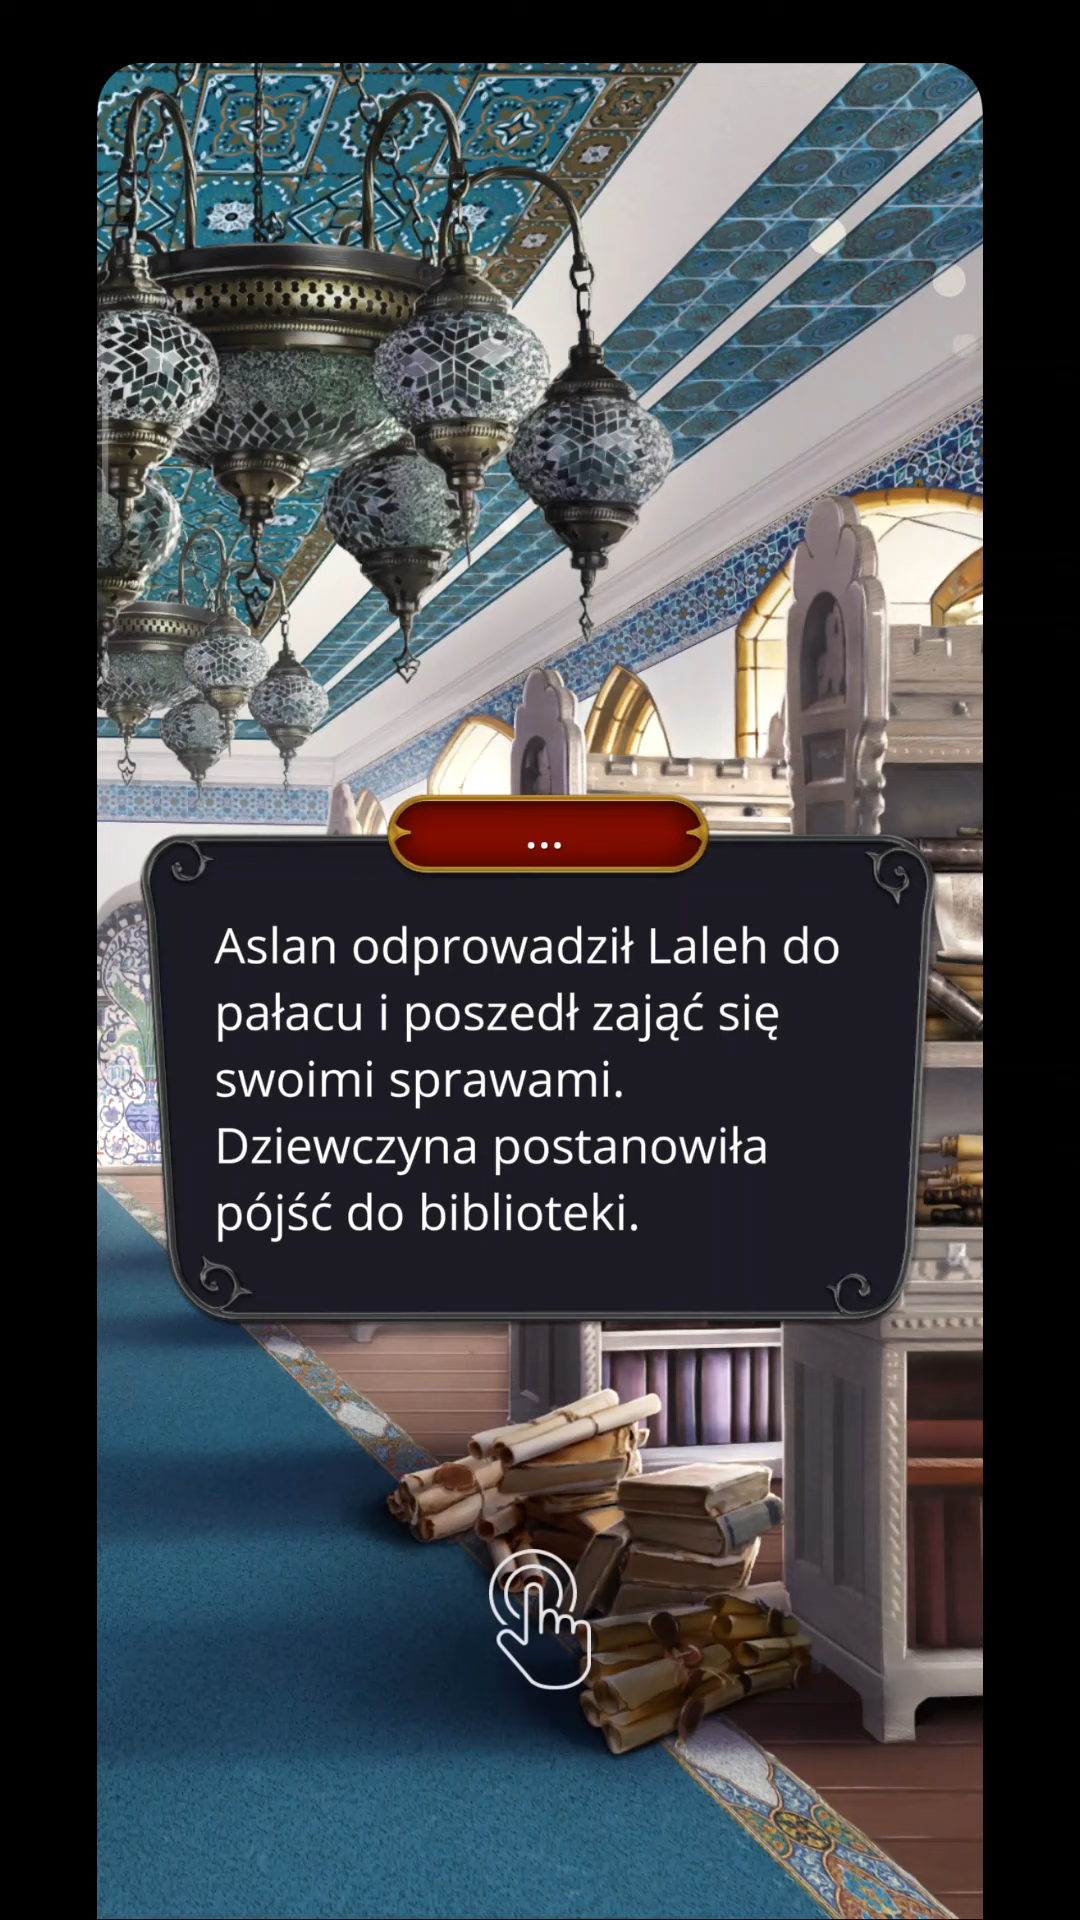 ...
Aslan odprowadził Laleh do
pałacu i poszedł zająć się
swoimi sprawami.
Dziewczyna postanowiła
pójść do biblioteki.